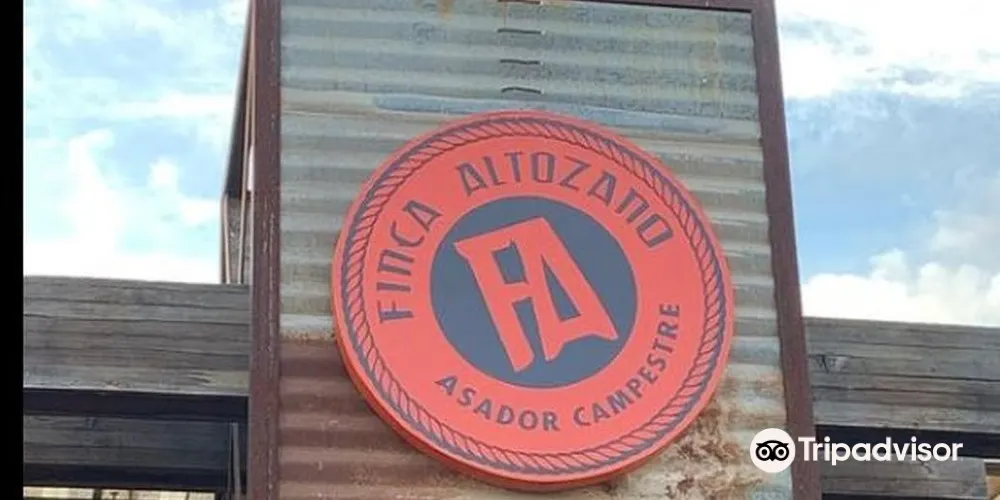 FINCA ALTOZANO
FA
ASADOR CAMPESTRE
Tripadvisor